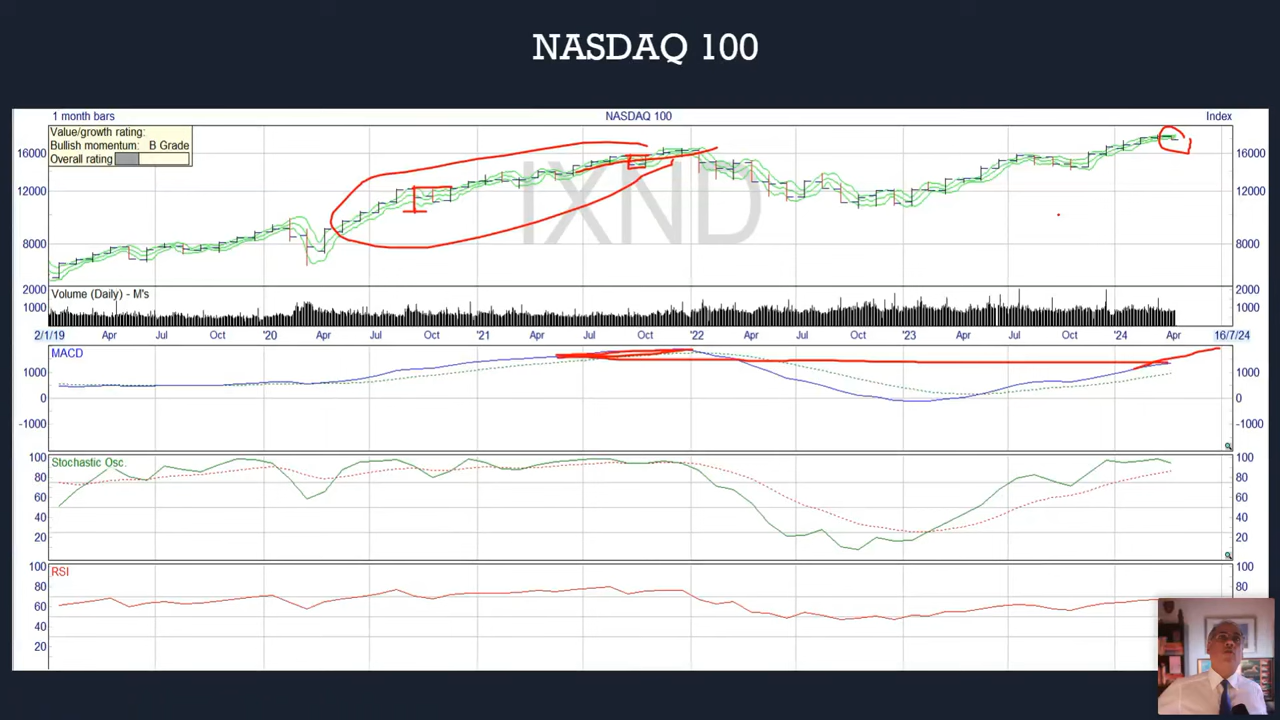 NASDAQ 100
1 month bars NASDAQ 100 Index
Value/growth rating:
Bullish momentum: B Grade
Overall rating
16000 16000
12000 12000
IXND
8000 8000
2000 Volume (Daily) - M's 2000
1000 1000
2/1/19 Apr Jul Oct '20 Apr Jul Oct '21 Apr Jul Oct '22 Apr Jul Oct '23 Apr Jul Oct '24 Apr 16/7/24
MACD
1000 1000
0 0
-1000 -1000
100 Stochastic Osc. 100
80 80
60 60
40 40
20 20
100 RSI 100
80 80
60
40
20